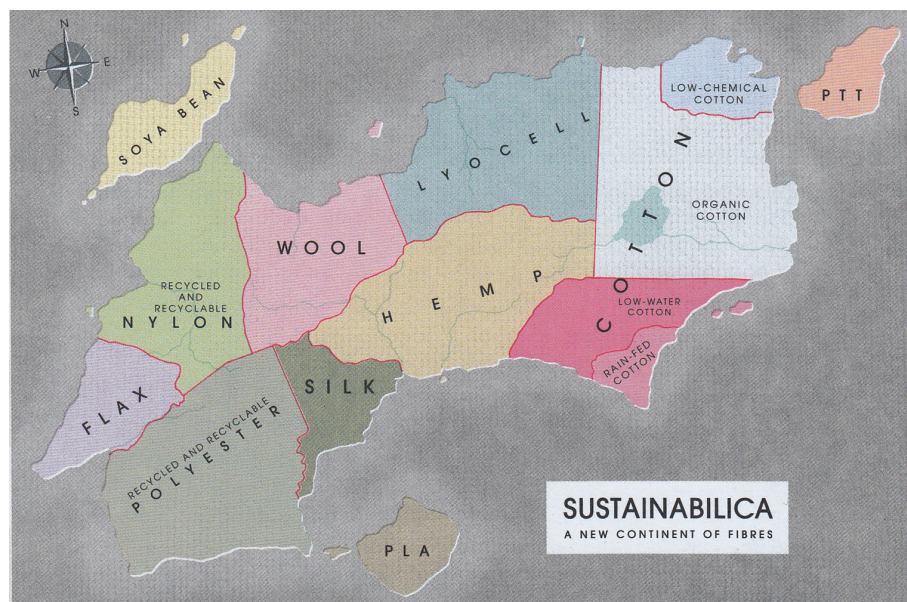 N
W E
S
SOYA BEAN
LYOCELL
LOW-CHEMICAL
COTTON
PTT
COTTON
ORGANIC
COTTON
WOOL
HEMP
RECYCLED
AND
RECYCLABLE
NYLON
LOW-WATER
COTTON
RAIN-FED
COTTON
FLAX
SILK
RECYCLED AND RECYCLABLE
POLYESTER
PLA
SUSTAINABILICA
A NEW CONTINENT OF FIBRES